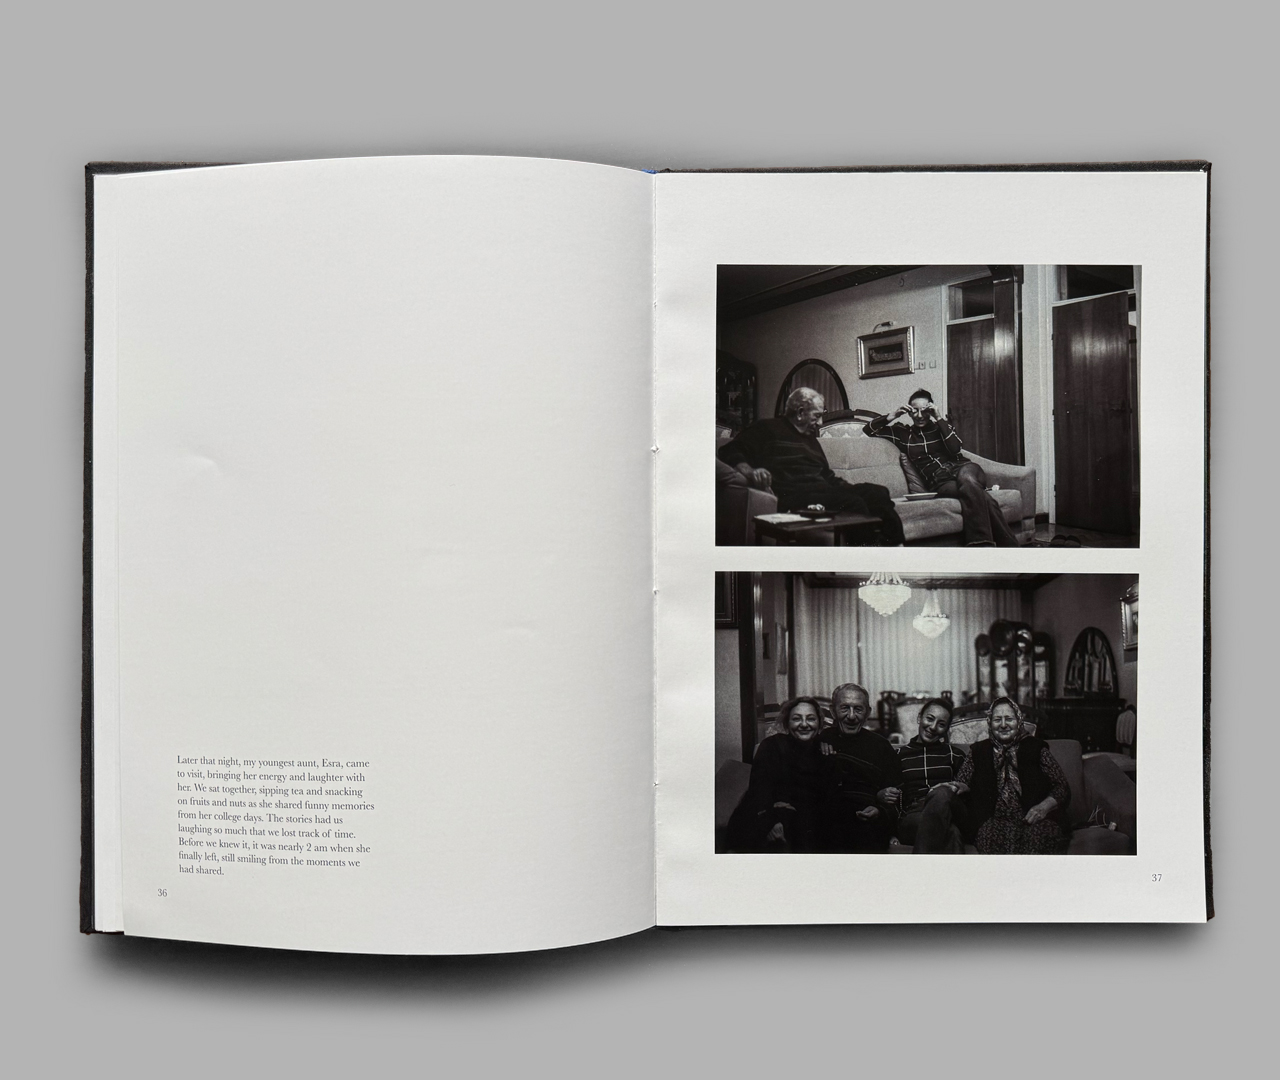 Later that night, my youngest aunt, Esra, came
to visit, bringing her energy and laughter with
her. We sat together, sipping tea and snacking
on fruits and nuts as she shared funny memories
from her college days. The stories had us
laughing so much that we lost track of time.
Before we knew it, it was nearly 2 am when she
finally left, still smiling from the moments we
had shared.
36
37